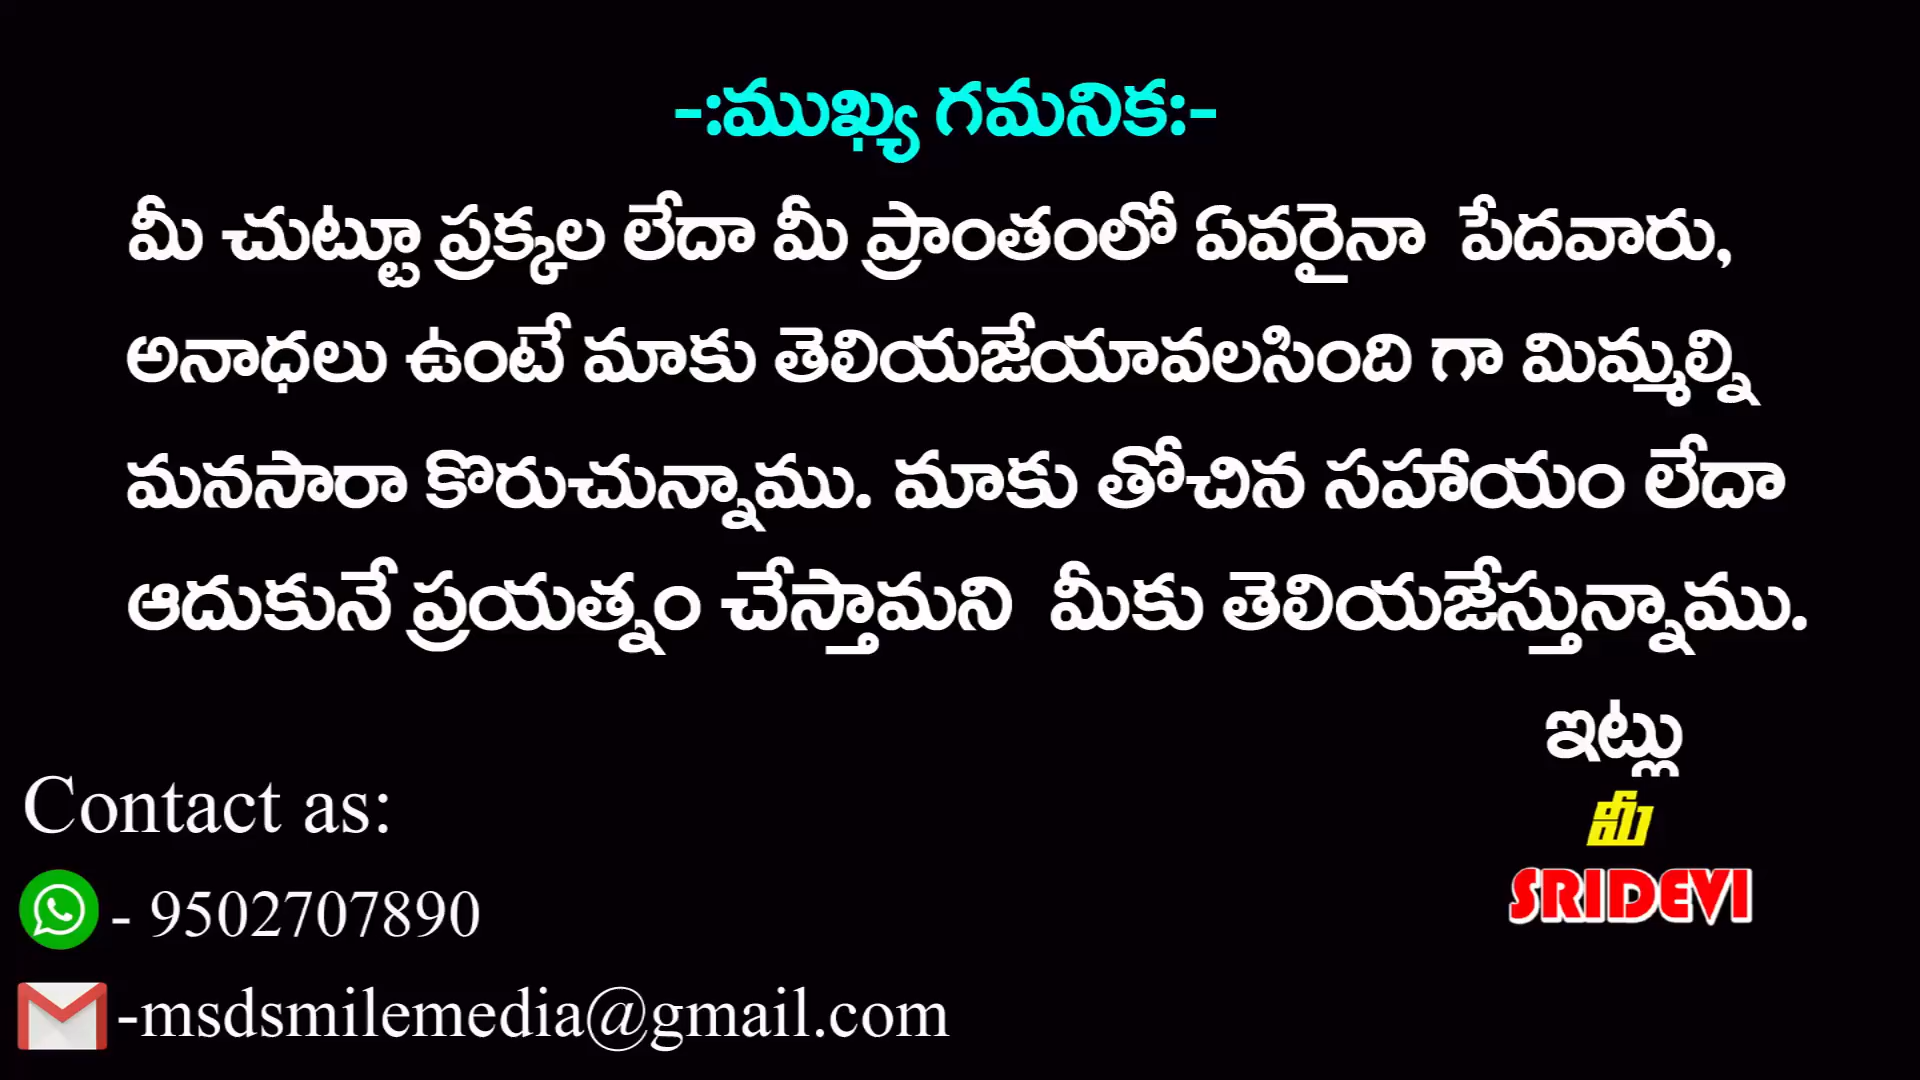 -:ముఖ్య గమనిక:-
మీ చుట్టూ ప్రక్కల లేదా మీ ప్రాంతంలో ఏవరైనా పేదవారు,
అనాధలు ఉంటే మాకు తెలియజేయావలసింది గా మిమ్మల్ని
మనసారా కొరుచున్నాము. మాకు తోచిన సహాయం లేదా
ఆదుకునే ప్రయత్నం చేస్తామని మీకు తెలియజేస్తున్నాము.
ఇట్లు
మీ
SRIDEVI
Contact as:
- 9502707890
-msdsmilemedia@gmail.com